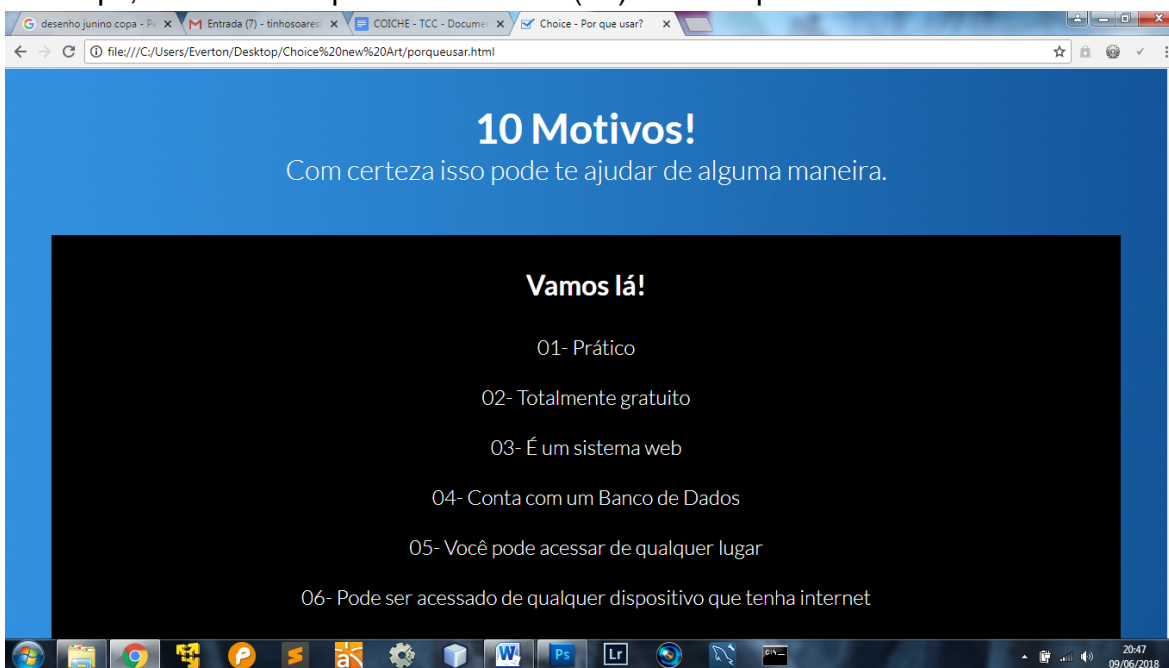 desenho junino copa - P
Entrada (7) - tinhosoares
COICHE - TCC - Docume
Choice - Por que usar?
file:///C:/Users/Everton/Desktop/Choice%20new%20Art/porqueusar.html
10 Motivos!
Com certeza isso pode te ajudar de alguma maneira.
Vamos lá!
01- Prático
02- Totalmente gratuito
03- É um sistema web
04- Conta com um Banco de Dados
05- Você pode acessar de qualquer lugar
06- Pode ser acessado de qualquer dispositivo que tenha internet
Ps
Lr
20:47
09/06/2018